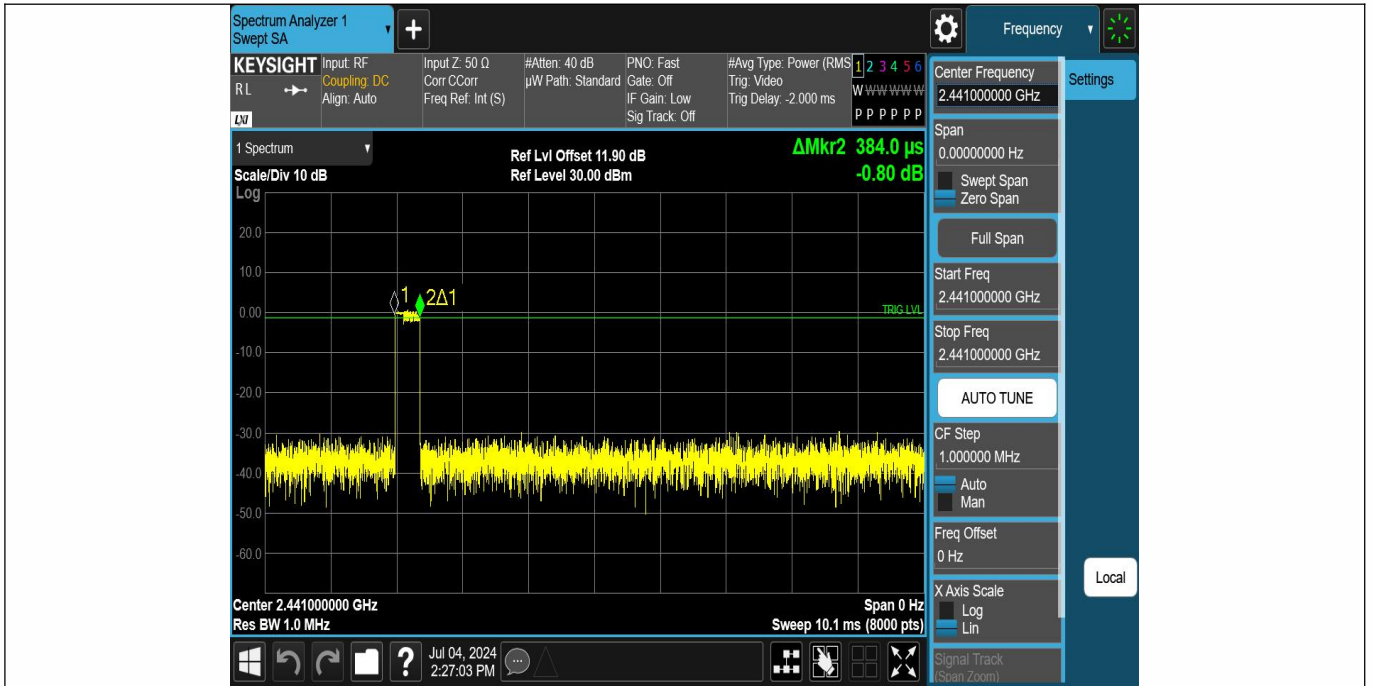 Spectrum Analyzer 1
Swept SA
+
Frequency
KEYSIGHT
RL
LXI
Input: RF
Coupling: DC
Align: Auto
Input Z: 50 Ω
Corr CCorr
Freq Ref: Int (S)
#Atten: 40 dB
µW Path: Standard
PNO: Fast
Gate: Off
IF Gain: Low
Sig Track: Off
#Avg Type: Power (RMS
Trig: Video
Trig Delay: -2.000 ms
1 2 3 4 5 6
W W W W W W
P P P P P P
Center Frequency
2.441000000 GHz
Settings
1 Spectrum
Scale/Div 10 dB
Ref Lvl Offset 11.90 dB
Ref Level 30.00 dBm
ΔMkr2 384.0 µs
-0.80 dB
Log
20.0
10.0
0.00
-10.0
-20.0
-30.0
-40.0
-50.0
-60.0
1
2Δ1
TRIG LVL
Span
0.00000000 Hz
Swept Span
Zero Span
Full Span
Start Freq
2.441000000 GHz
Stop Freq
2.441000000 GHz
AUTO TUNE
CF Step
1.000000 MHz
Auto
Man
Freq Offset
0 Hz
X Axis Scale
Log
Lin
Signal Track
(Span Zoom)
Local
Center 2.441000000 GHz
Res BW 1.0 MHz
Span 0 Hz
Sweep 10.1 ms (8000 pts)
?
Jul 04, 2024
2:27:03 PM